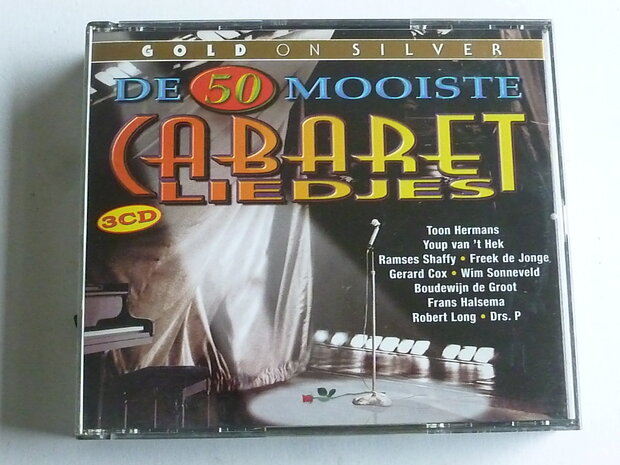 GOLD ON SILVER
DE 50 MOOISTE
CABARET
LIEDJES
3CD
Toon Hermans
Youp van 't Hek
Ramses Shaffy • Freek de Jonge
Gerard Cox • Wim Sonneveld
Boudewijn de Groot
Frans Halsema
Robert Long • Drs. P